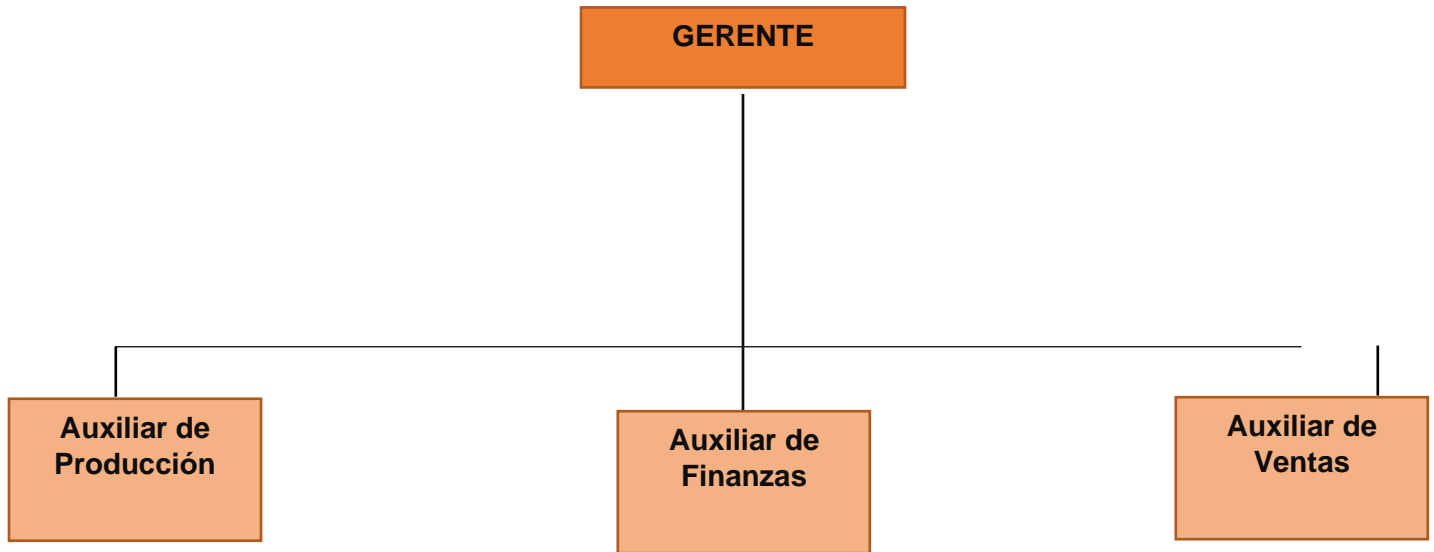 GERENTE
Auxiliar de
Producción
Auxiliar de
Finanzas
Auxiliar de
Ventas